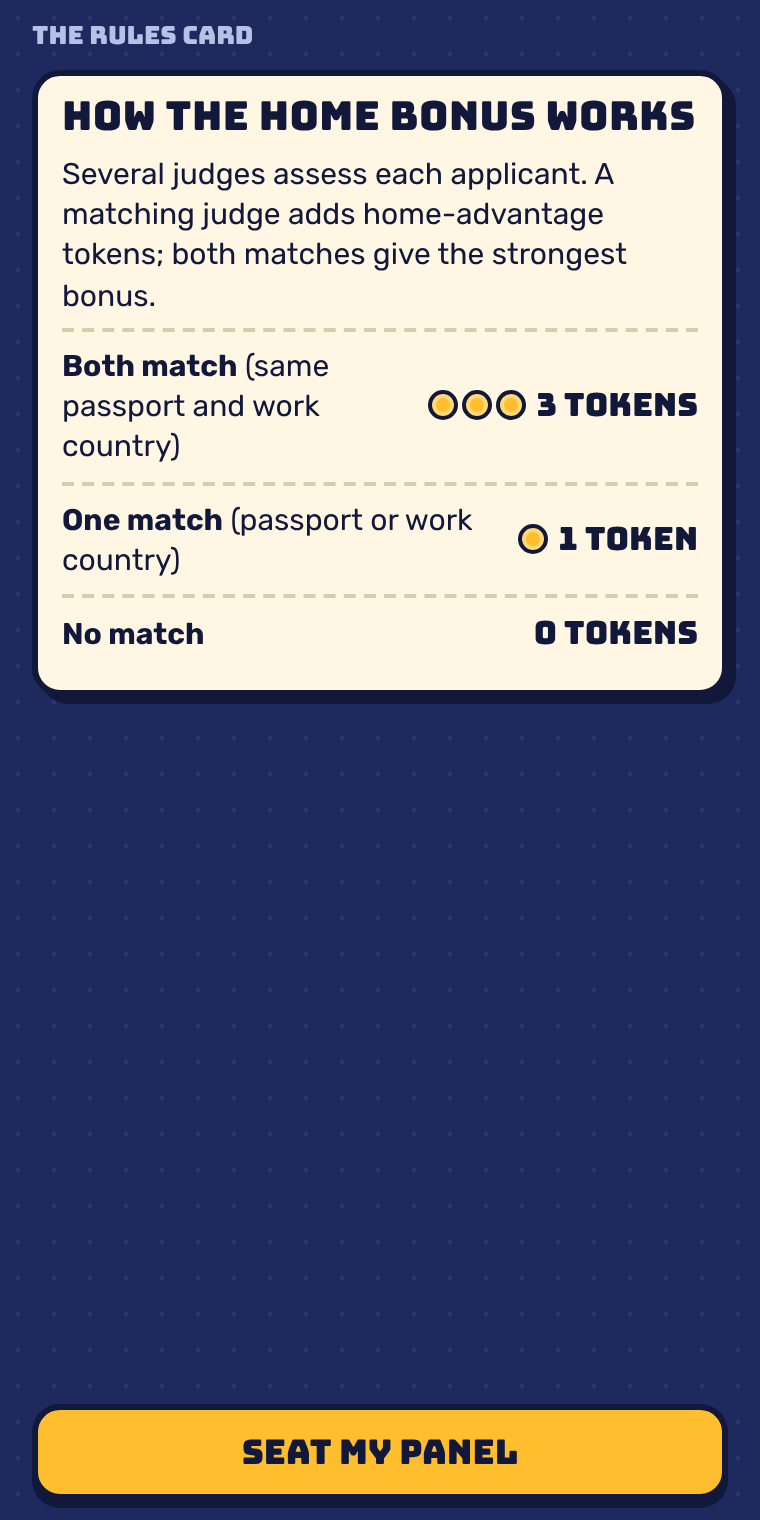 THE RULES CARD
HOW THE HOME BONUS WORKS
Several judges assess each applicant. A
matching judge adds home-advantage
tokens; both matches give the strongest
bonus.
Both match (same
passport and work
country)
3 TOKENS
One match (passport or work
country)
1 TOKEN
No match
0 TOKENS
SEAT MY PANEL